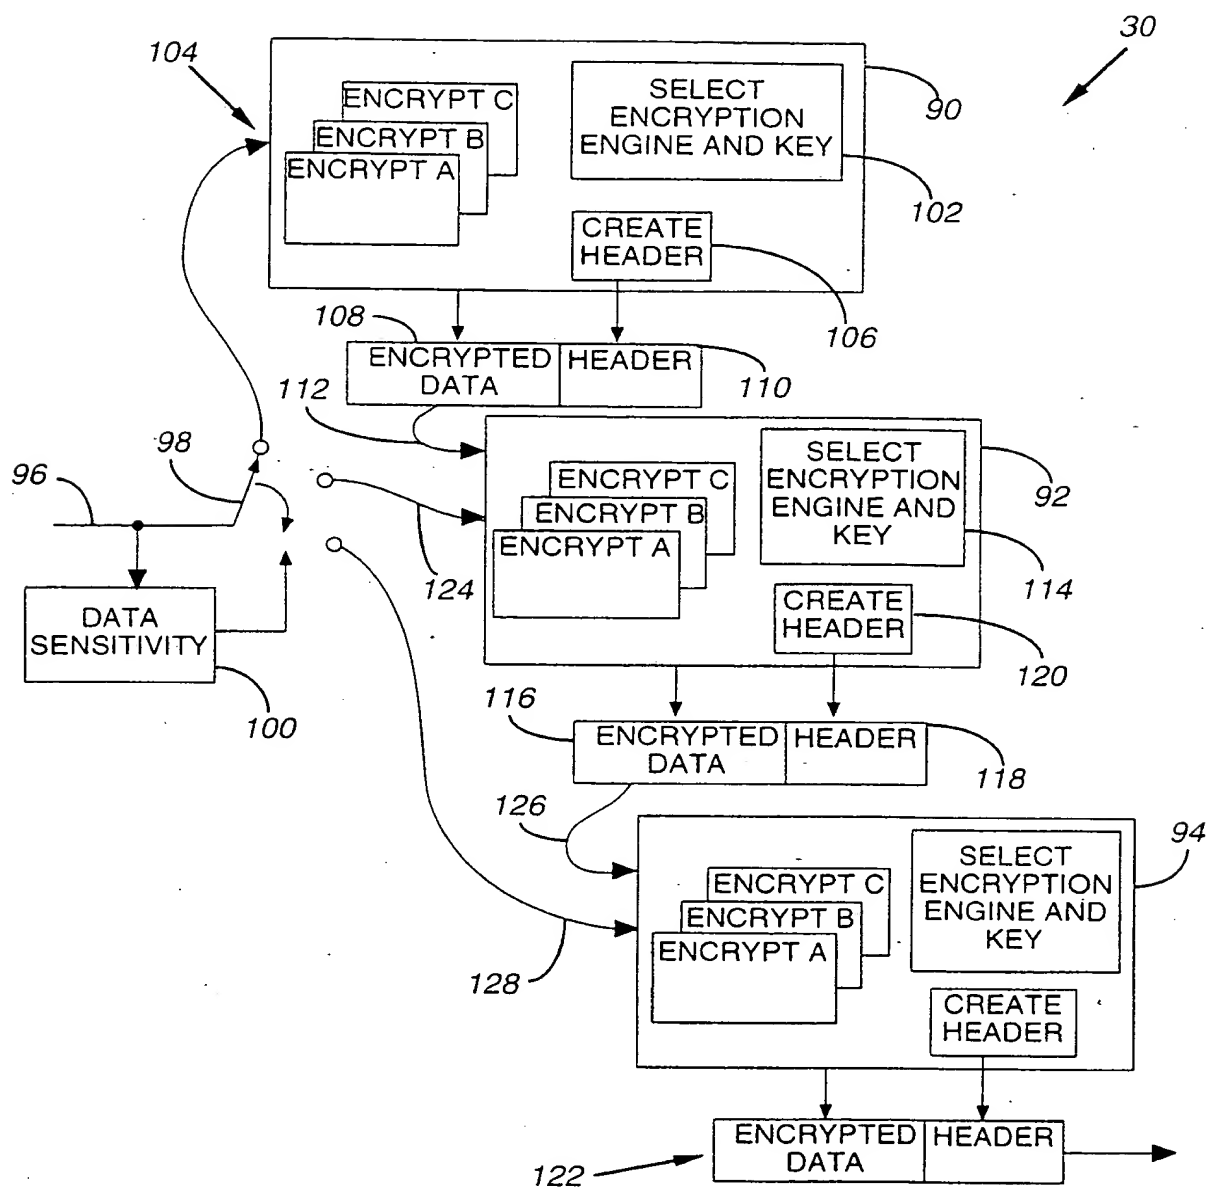 30
104
ENCRYPT C
ENCRYPT B
ENCRYPT A
SELECT
ENCRYPTION
ENGINE AND KEY
90
102
CREATE
HEADER
106
108
ENCRYPTED
DATA
HEADER
110
112
98
96
DATA
SENSITIVITY
100
124
ENCRYPT C
ENCRYPT B
ENCRYPT A
SELECT
ENCRYPTION
ENGINE AND
KEY
92
114
CREATE
HEADER
120
116
ENCRYPTED
DATA
HEADER
118
126
128
ENCRYPT C
ENCRYPT B
ENCRYPT A
SELECT
ENCRYPTION
ENGINE AND
KEY
94
CREATE
HEADER
122
ENCRYPTED
DATA
HEADER